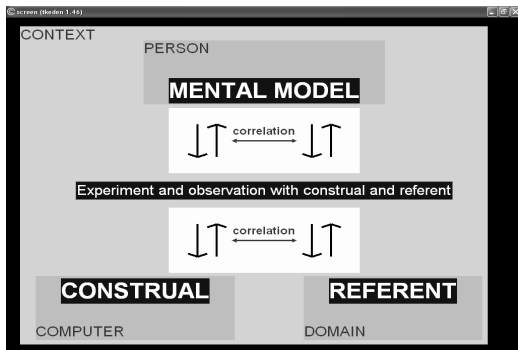 screen (tkeden 1.46)
CONTEXT
PERSON
MENTAL MODEL
correlation
Experiment and observation with construal and referent
correlation
CONSTRUAL
REFERENT
COMPUTER
DOMAIN